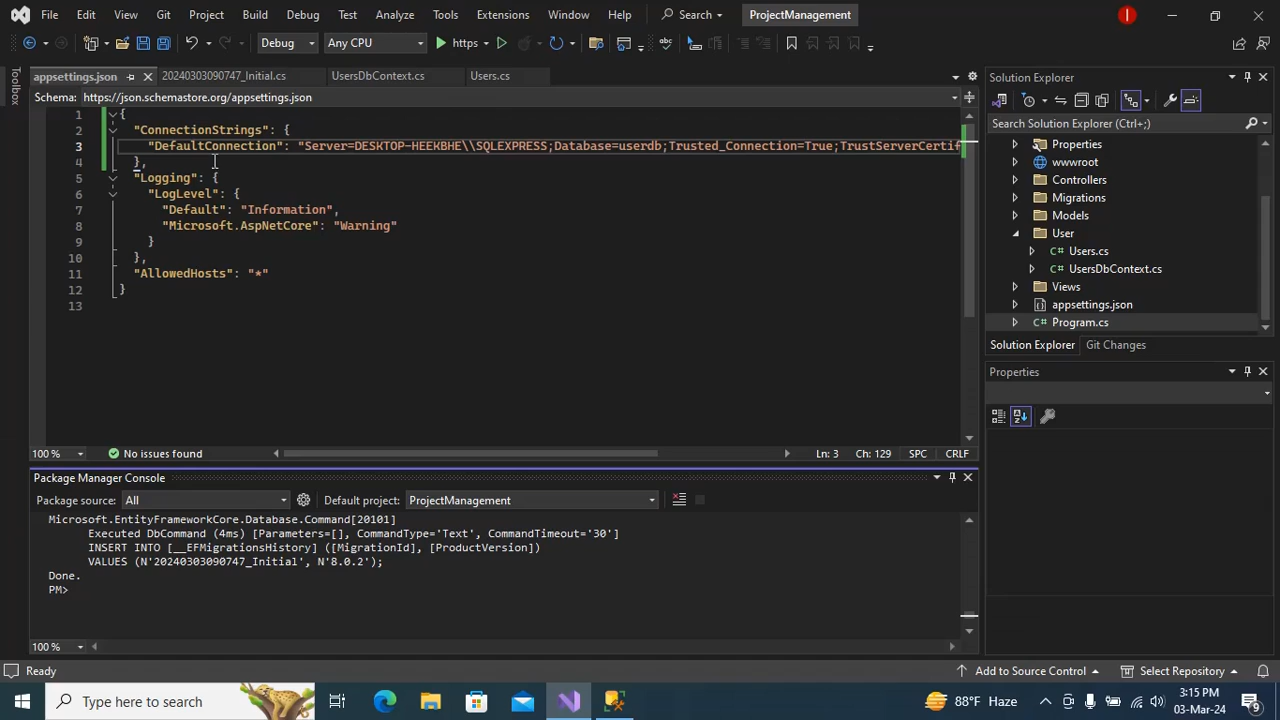 File Edit View Git Project Build Debug Test Analyze Tools Extensions Window Help Search ProjectManagement I
Debug Any CPU https
appsettings.json 20240303090747_Initial.cs UsersDbContext.cs Users.cs
Schema: https://json.schemastore.org/appsettings.json
1 {
2 "ConnectionStrings": {
3 "DefaultConnection": "Server=DESKTOP-HEEKBHE\\SQLEXPRESS;Database=userdb;Trusted_Connection=True;TrustServerCertif
4 },
5 "Logging": {
6 "LogLevel": {
7 "Default": "Information",
8 "Microsoft.AspNetCore": "Warning"
9 }
10 },
11 "AllowedHosts": "*"
12 }
13
100 % No issues found Ln: 3 Ch: 129 SPC CRLF
Package Manager Console
Package source: All Default project: ProjectManagement
Microsoft.EntityFrameworkCore.Database.Command[20101]
Executed DbCommand (4ms) [Parameters=[], CommandType='Text', CommandTimeout='30']
INSERT INTO [__EFMigrationsHistory] ([MigrationId], [ProductVersion])
VALUES (N'20240303090747_Initial', N'8.0.2');
Done.
PM>
100 %
Toolbox
Solution Explorer
Search Solution Explorer (Ctrl+;)
Properties
wwwroot
Controllers
Migrations
Models
User
C# Users.cs
C# UsersDbContext.cs
Views
appsettings.json
C# Program.cs
Solution Explorer Git Changes
Properties
Ready Add to Source Control Select Repository
Type here to search 88°F Haze 3:15 PM
03-Mar-24 9